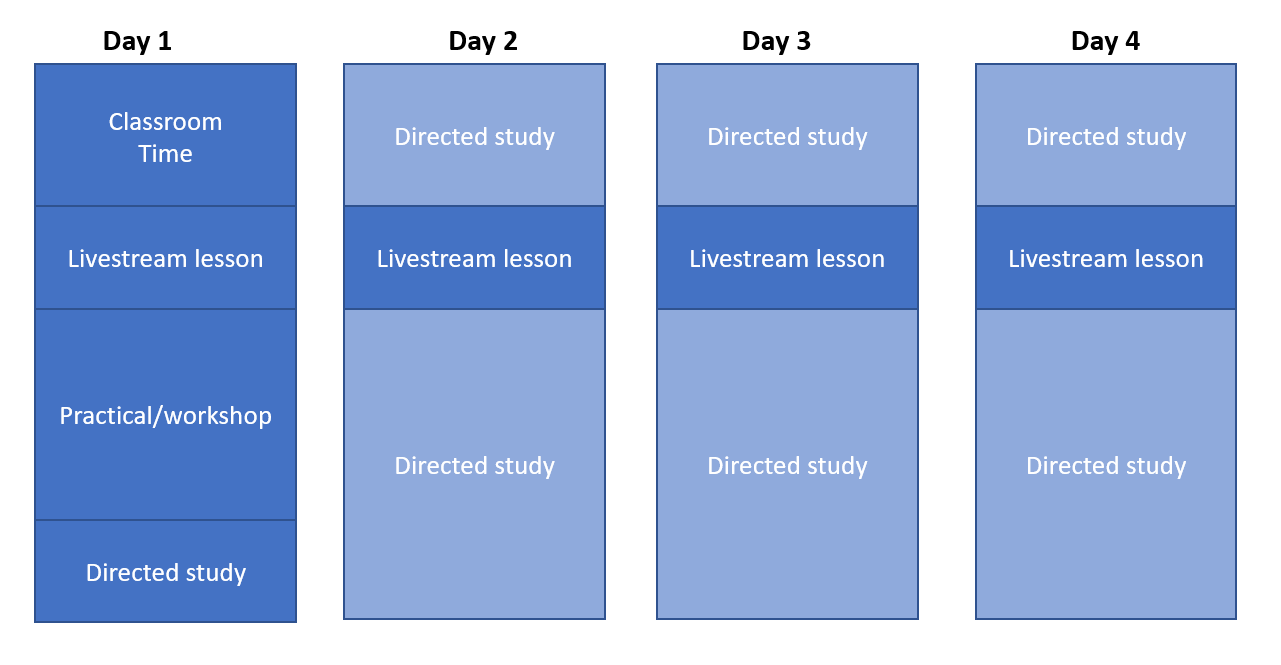 Day 1
Classroom
Time
Livestream lesson
Practical/workshop
Directed study
Day 2
Directed study
Livestream lesson
Directed study
Day 3
Directed study
Livestream lesson
Directed study
Day 4
Directed study
Livestream lesson
Directed study